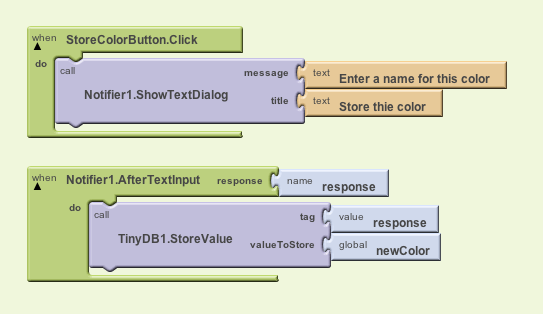 when StoreColorButton.Click
do call Notifier1.ShowTextDialog
message text Enter a name for this color
title text Store thie color
when Notifier1.AfterTextInput response name response
do call TinyDB1.StoreValue
tag value response
valueToStore global newColor